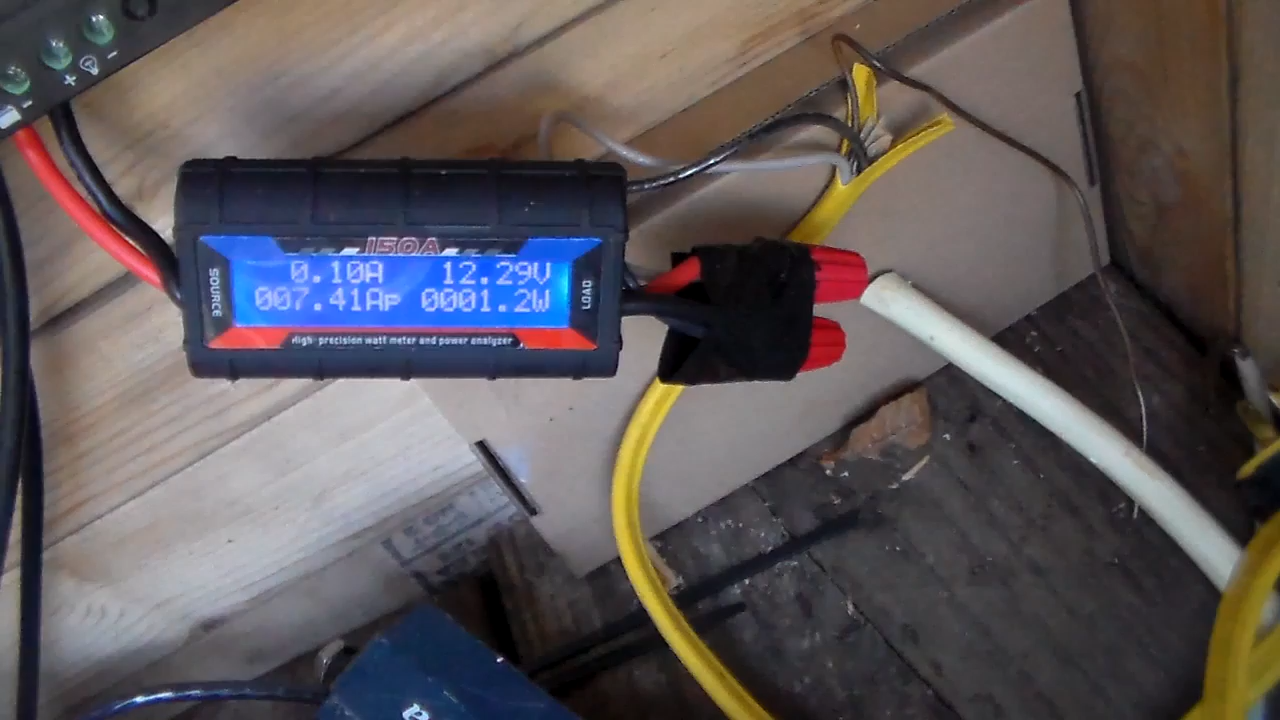 150A
SOURCE
0.10A 12.29V
007.41Ap 0001.2W
LOAD
High-precision watt meter and power analyzer